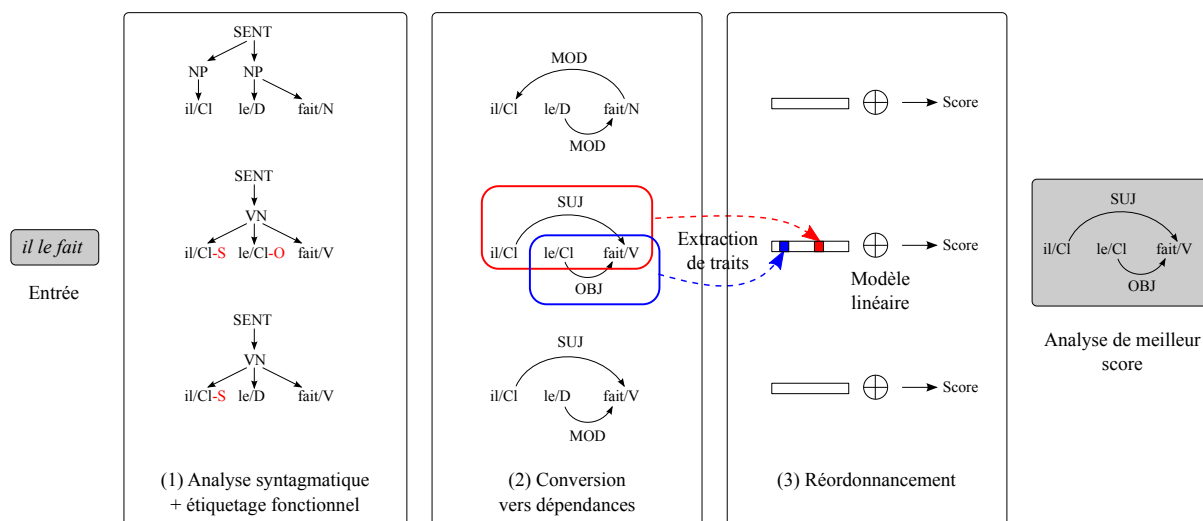 il le fait
Entrée
SENT
NP NP
il/Cl le/D fait/N
SENT
VN
il/Cl-S le/Cl-O fait/V
SENT
VN
il/Cl-S le/D fait/V
(1) Analyse syntagmatique
+ étiquetage fonctionnel
MOD
il/Cl le/D fait/N
MOD
SUJ
il/Cl le/Cl fait/V
OBJ
SUJ
il/Cl le/D fait/V
MOD
(2) Conversion
vers dépendances
Extraction
de traits
Score
Score
Modèle
linéaire
Score
(3) Réordonnancement
SUJ
il/Cl le/Cl fait/V
OBJ
Analyse de meilleur
score